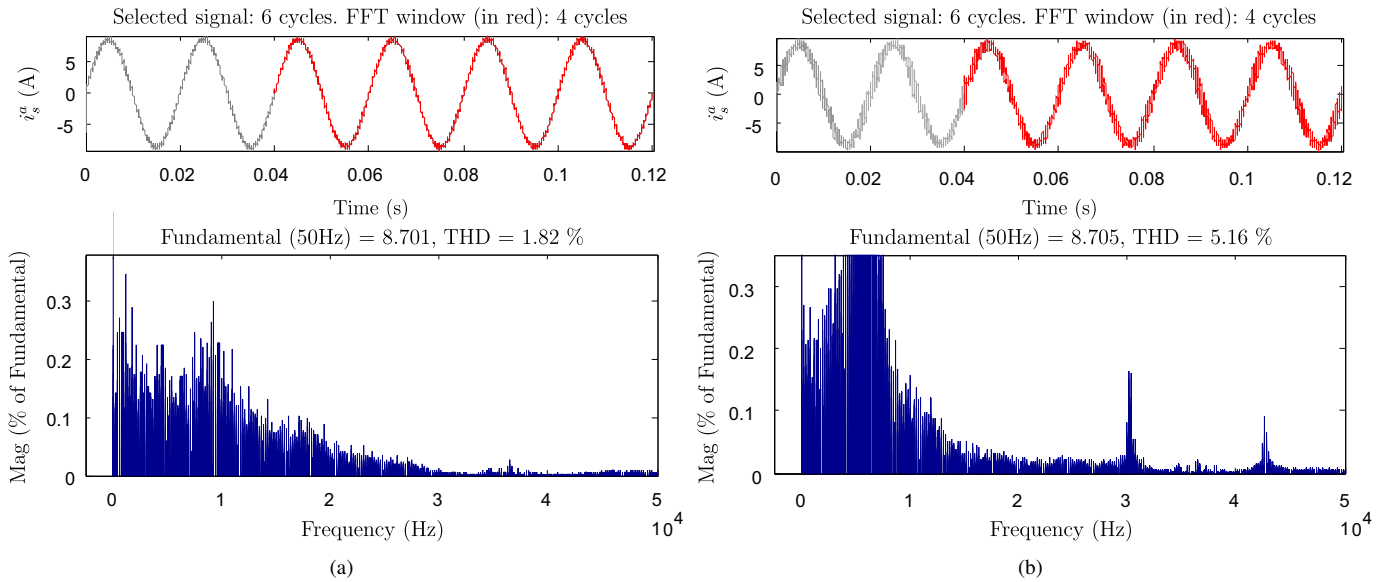 Selected signal: 6 cycles. FFT window (in red): 4 cycles
5
0
-5
i_s^a (A)
0 0.02 0.04 0.06 0.08 0.1 0.12
Time (s)
Fundamental (50Hz) = 8.701, THD = 1.82 %
0.3
0.2
0.1
0
Mag (% of Fundamental)
0 1 2 3 4 5
10^4
Frequency (Hz)
(a)
Selected signal: 6 cycles. FFT window (in red): 4 cycles
5
0
-5
i_s^a (A)
0 0.02 0.04 0.06 0.08 0.1 0.12
Time (s)
Fundamental (50Hz) = 8.705, THD = 5.16 %
0.3
0.2
0.1
0
Mag (% of Fundamental)
0 1 2 3 4 5
10^4
Frequency (Hz)
(b)